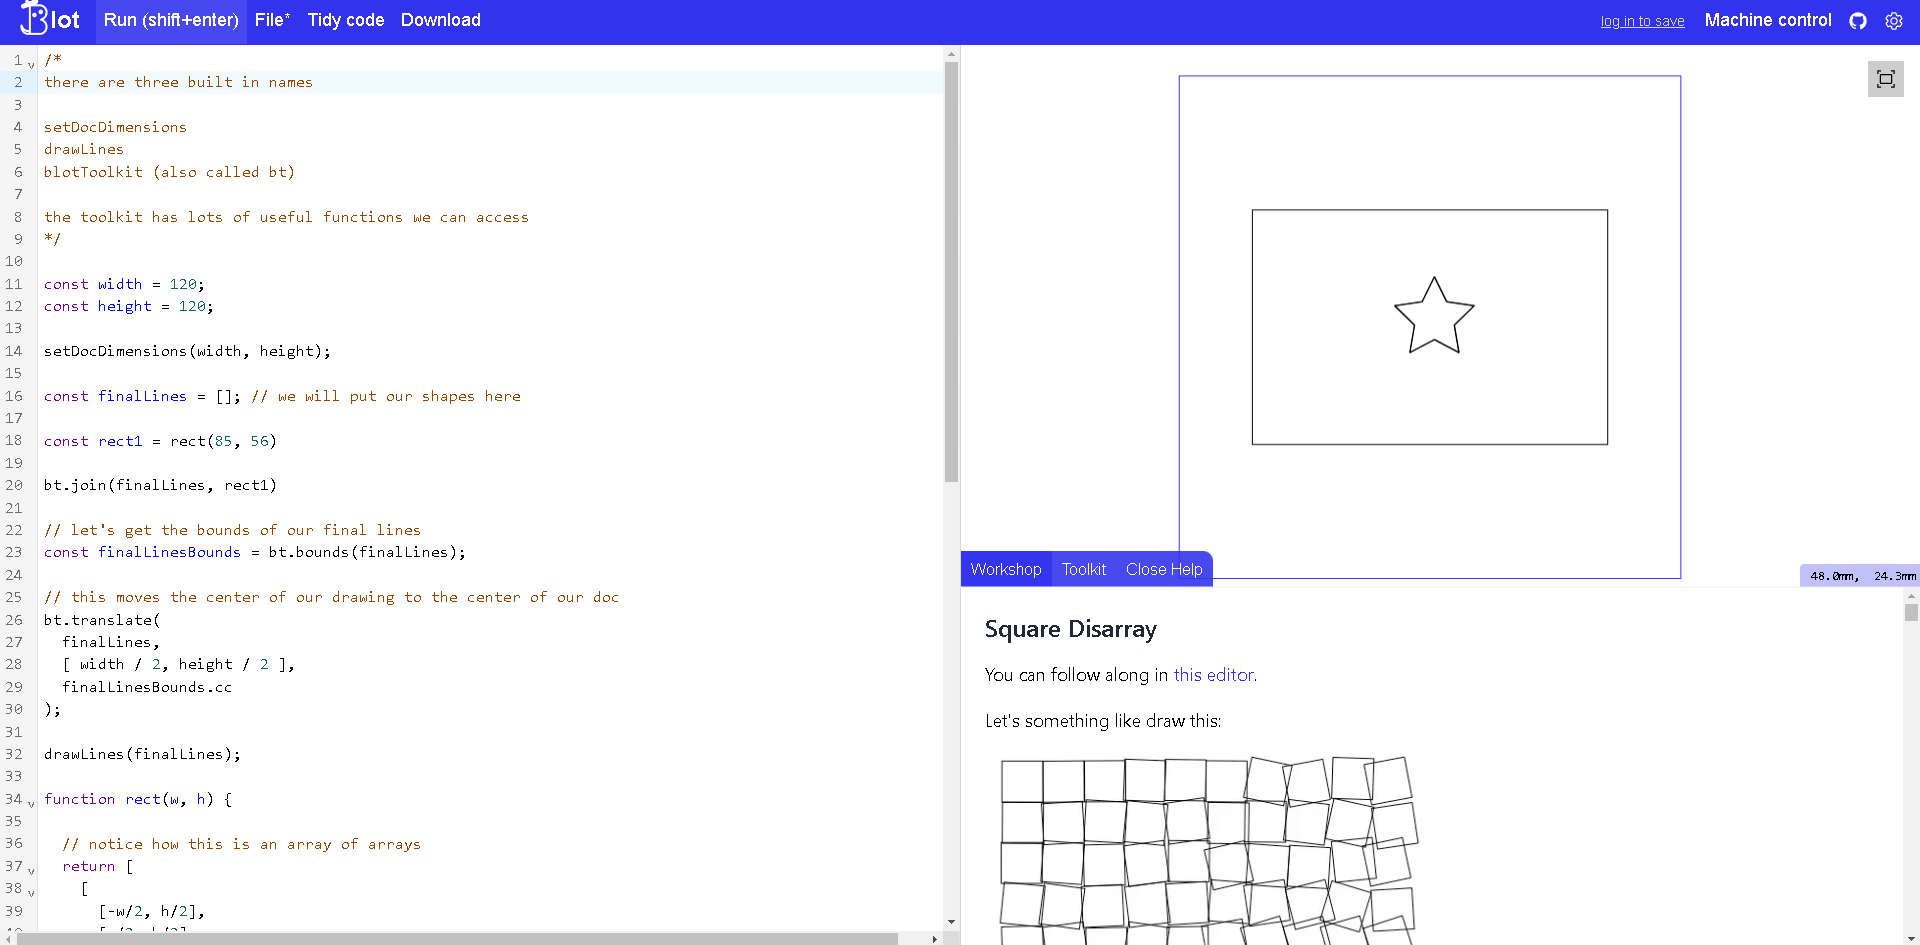 Blot
Run (shift+enter)
File*
Tidy code
Download
log in to save
Machine control
1 /*
2 there are three built in names
3
4 setDocDimensions
5 drawLines
6 blotToolkit (also called bt)
7
8 the toolkit has lots of useful functions we can access
9 */
10
11 const width = 120;
12 const height = 120;
13
14 setDocDimensions(width, height);
15
16 const finalLines = []; // we will put our shapes here
17
18 const rect1 = rect(85, 56)
19
20 bt.join(finalLines, rect1)
21
22 // let's get the bounds of our final lines
23 const finalLinesBounds = bt.bounds(finalLines);
24
25 // this moves the center of our drawing to the center of our doc
26 bt.translate(
27 finalLines,
28 [ width / 2, height / 2 ],
29 finalLinesBounds.cc
30 );
31
32 drawLines(finalLines);
33
34 function rect(w, h) {
35
36 // notice how this is an array of arrays
37 return [
38 [
39 [-w/2, h/2],
Workshop
Toolkit
Close Help
48.0mm, 24.3mm
Square Disarray
You can follow along in this editor.
Let's something like draw this: